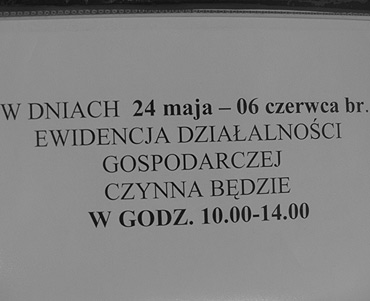 W DNIACH 24 maja – 06 czerwca br.
EWIDENCJA DZIAŁALNOŚCI
GOSPODARCZEJ
CZYNNA BĘDZIE
W GODZ. 10.00-14.00